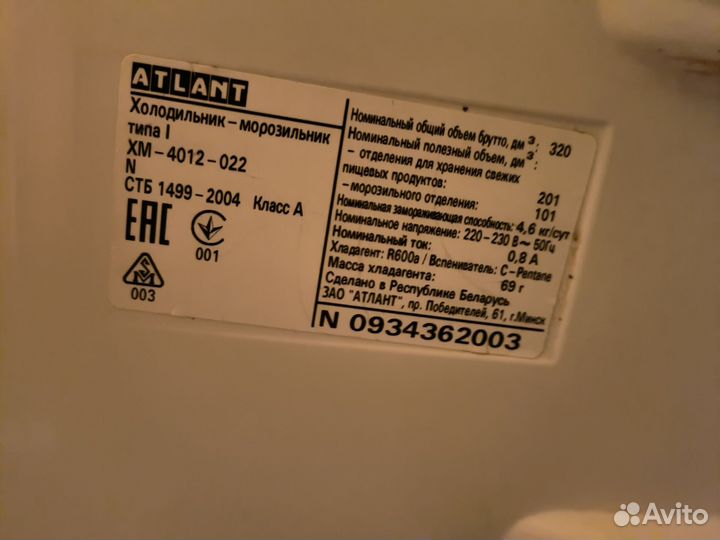 ATLANT
Холодильник-морозильник
типа I
ХМ-4012-022
N
СТБ 1499-2004 Класс А
ЕАС
001
003
Номинальный общий объем брутто, дм³: 320
Номинальный полезный объем, дм³:
- отделения для хранения свежих
пищевых продуктов: 201
-морозильного отделения: 101
Номинальная замораживающая способность: 4,6 кг/сут
Номинальное напряжение: 220-230 В~ 50Гц
Номинальный ток: 0,8 А
Хладагент: R600a / Вспениватель: C-Pentane
Масса хладагента: 69 г
Сделано в Республике Беларусь
ЗАО "АТЛАНТ", пр. Победителей, 61, г.Минск
N 0934362003
Avito